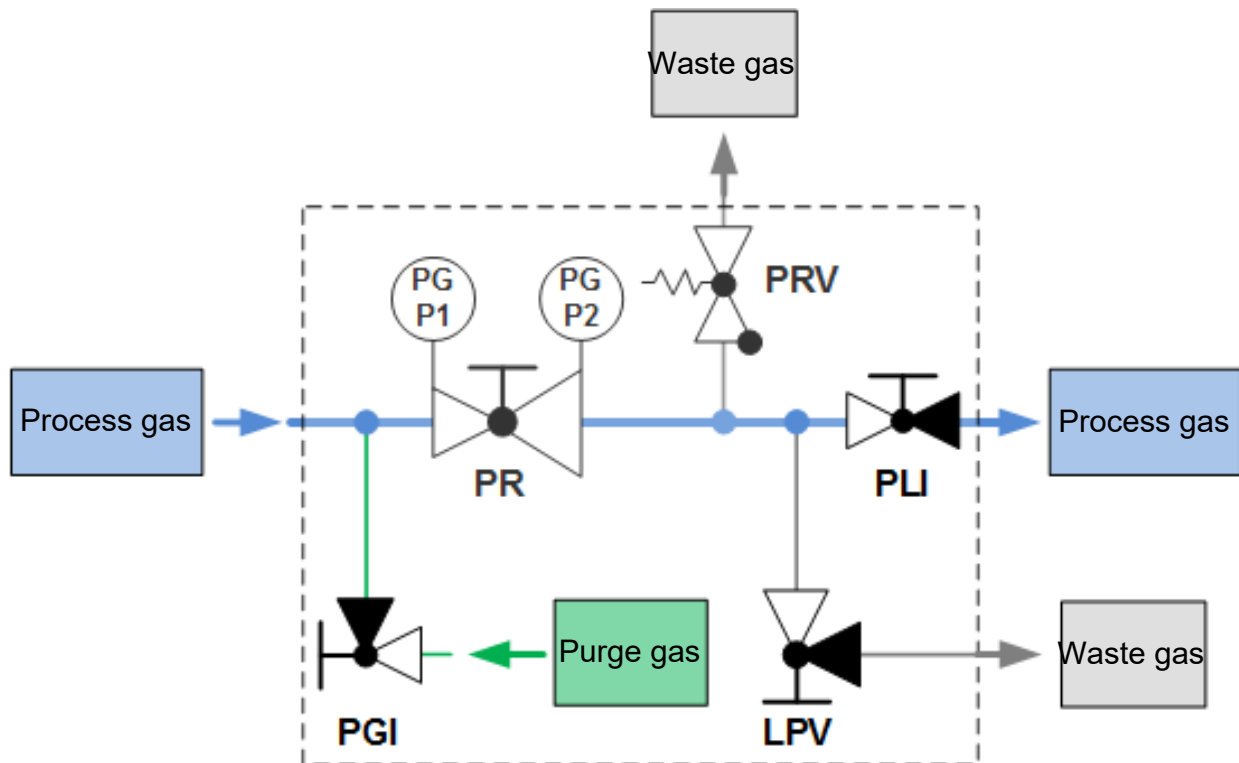 Waste gas
PG
P1
PG
P2
PRV
Process gas
PR
PLI
Process gas
Purge gas
Waste gas
PGI
LPV